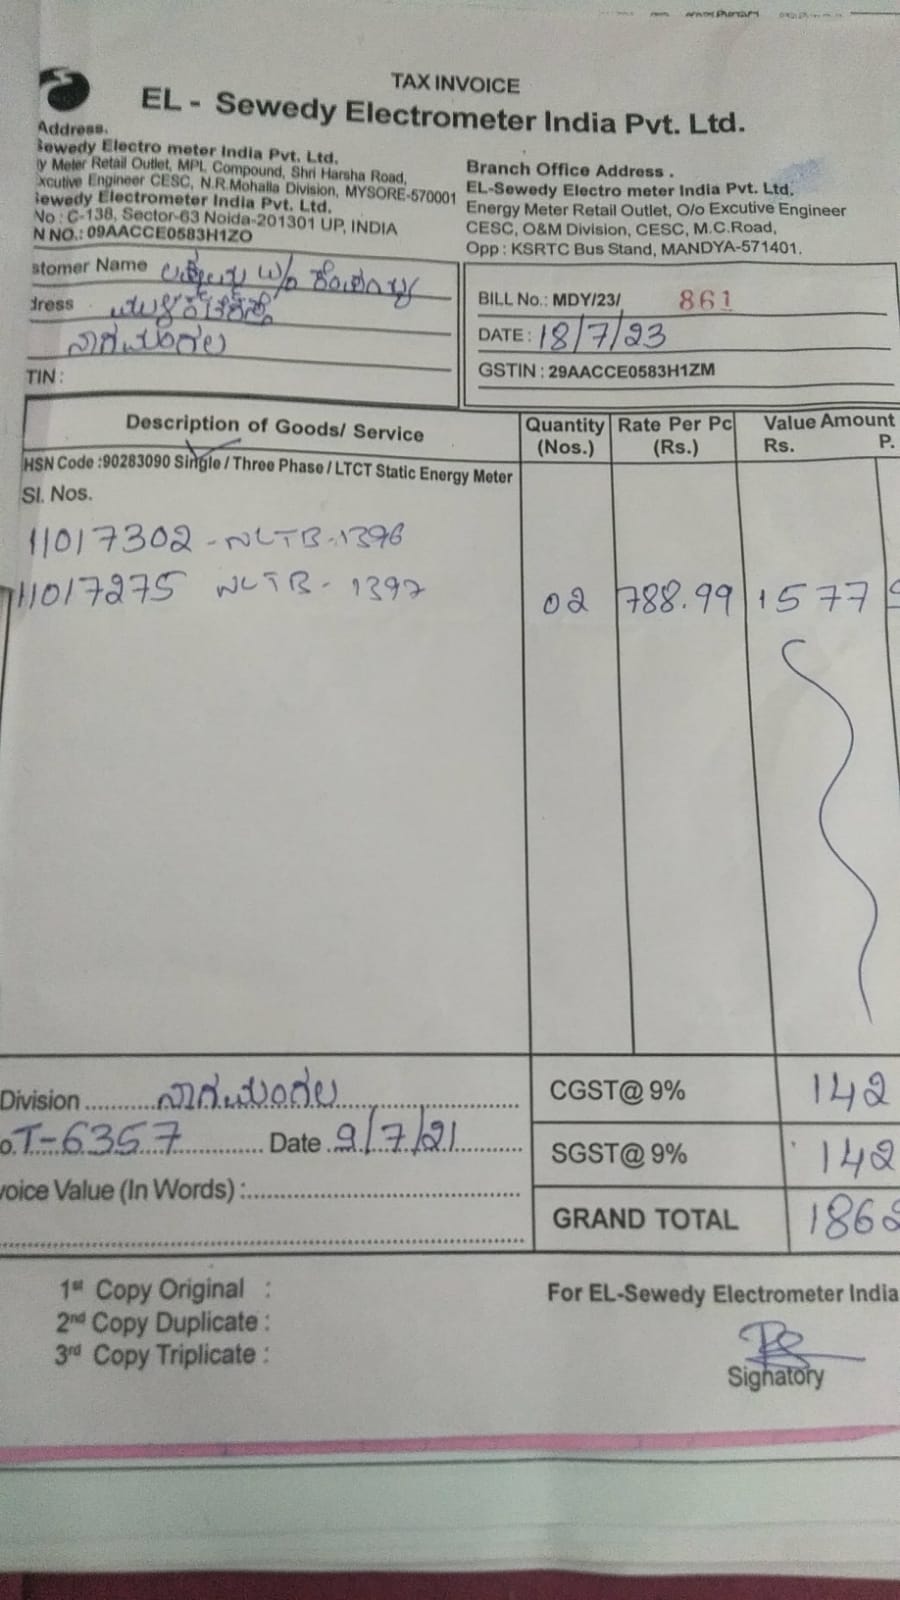 TAX INVOICE
EL - Sewedy Electrometer India Pvt. Ltd.
Address.
Sewedy Electro meter India Pvt. Ltd.
y Meter Retail Outlet, MPL Compound, Shri Harsha Road,
xcutive Engineer CESC, N.R.Mohalla Division, MYSORE-570001
Sewedy Electrometer India Pvt. Ltd.
No : C-138, Sector-63 Noida-201301 UP, INDIA
N NO.: 09AACCE0583H1ZO
Branch Office Address .
EL-Sewedy Electro meter India Pvt. Ltd.
Energy Meter Retail Outlet, O/o Excutive Engineer
CESC, O&M Division, CESC, M.C.Road,
Opp : KSRTC Bus Stand, MANDYA-571401.
stomer Name W/o
dress
ನಾಗಮಂಗಲ
TIN :
BILL No.: MDY/23/ 861
DATE : 18/7/23
GSTIN : 29AACCE0583H1ZM
Description of Goods/ Service
Quantity (Nos.)
Rate Per Pc (Rs.)
Value Amount
Rs. P.
HSN Code :90283090 Single / Three Phase / LTCT Static Energy Meter
Sl. Nos.
11017302 - NLTB-1396
11017275 NLTB - 1397
02 788.99 1577
Division ನಾಗಮಂಗಲ
o. T-6357 Date 9/7/21
voice Value (In Words) :
CGST@ 9% 142
SGST@ 9% 142
GRAND TOTAL 1862
1st Copy Original :
2nd Copy Duplicate :
3rd Copy Triplicate :
For EL-Sewedy Electrometer India
Sighatory